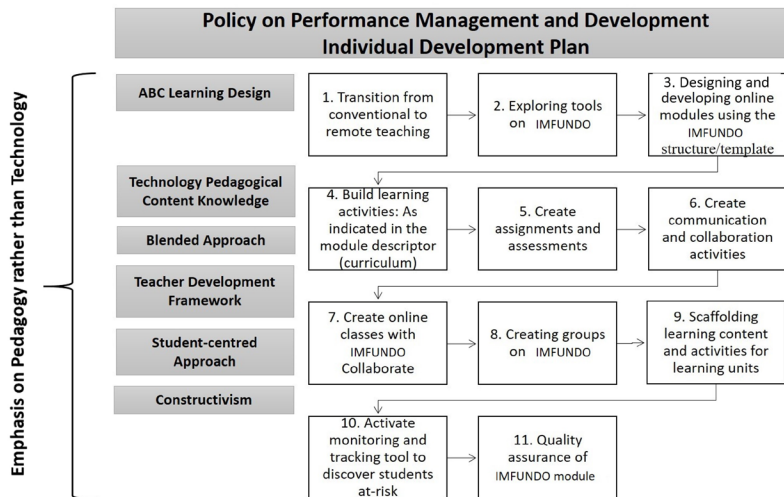 Policy on Performance Management and Development
Individual Development Plan
Emphasis on Pedagogy rather than Technology
ABC Learning Design
Technology Pedagogical
Content Knowledge
Blended Approach
Teacher Development
Framework
Student-centred
Approach
Constructivism
1. Transition from
conventional to
remote teaching
2. Exploring tools
on IMFUNDO
3. Designing and
developing online
modules using the
IMFUNDO
structure/template
4. Build learning
activities: As
indicated in the
module descriptor
(curriculum)
5. Create
assignments and
assessments
6. Create
communication
and collaboration
activities
7. Create online
classes with
IMFUNDO
Collaborate
8. Creating groups
on IMFUNDO
9. Scaffolding
learning content
and activities for
learning units
10. Activate
monitoring and
tracking tool to
discover students
at-risk
11. Quality
assurance of
IMFUNDO module